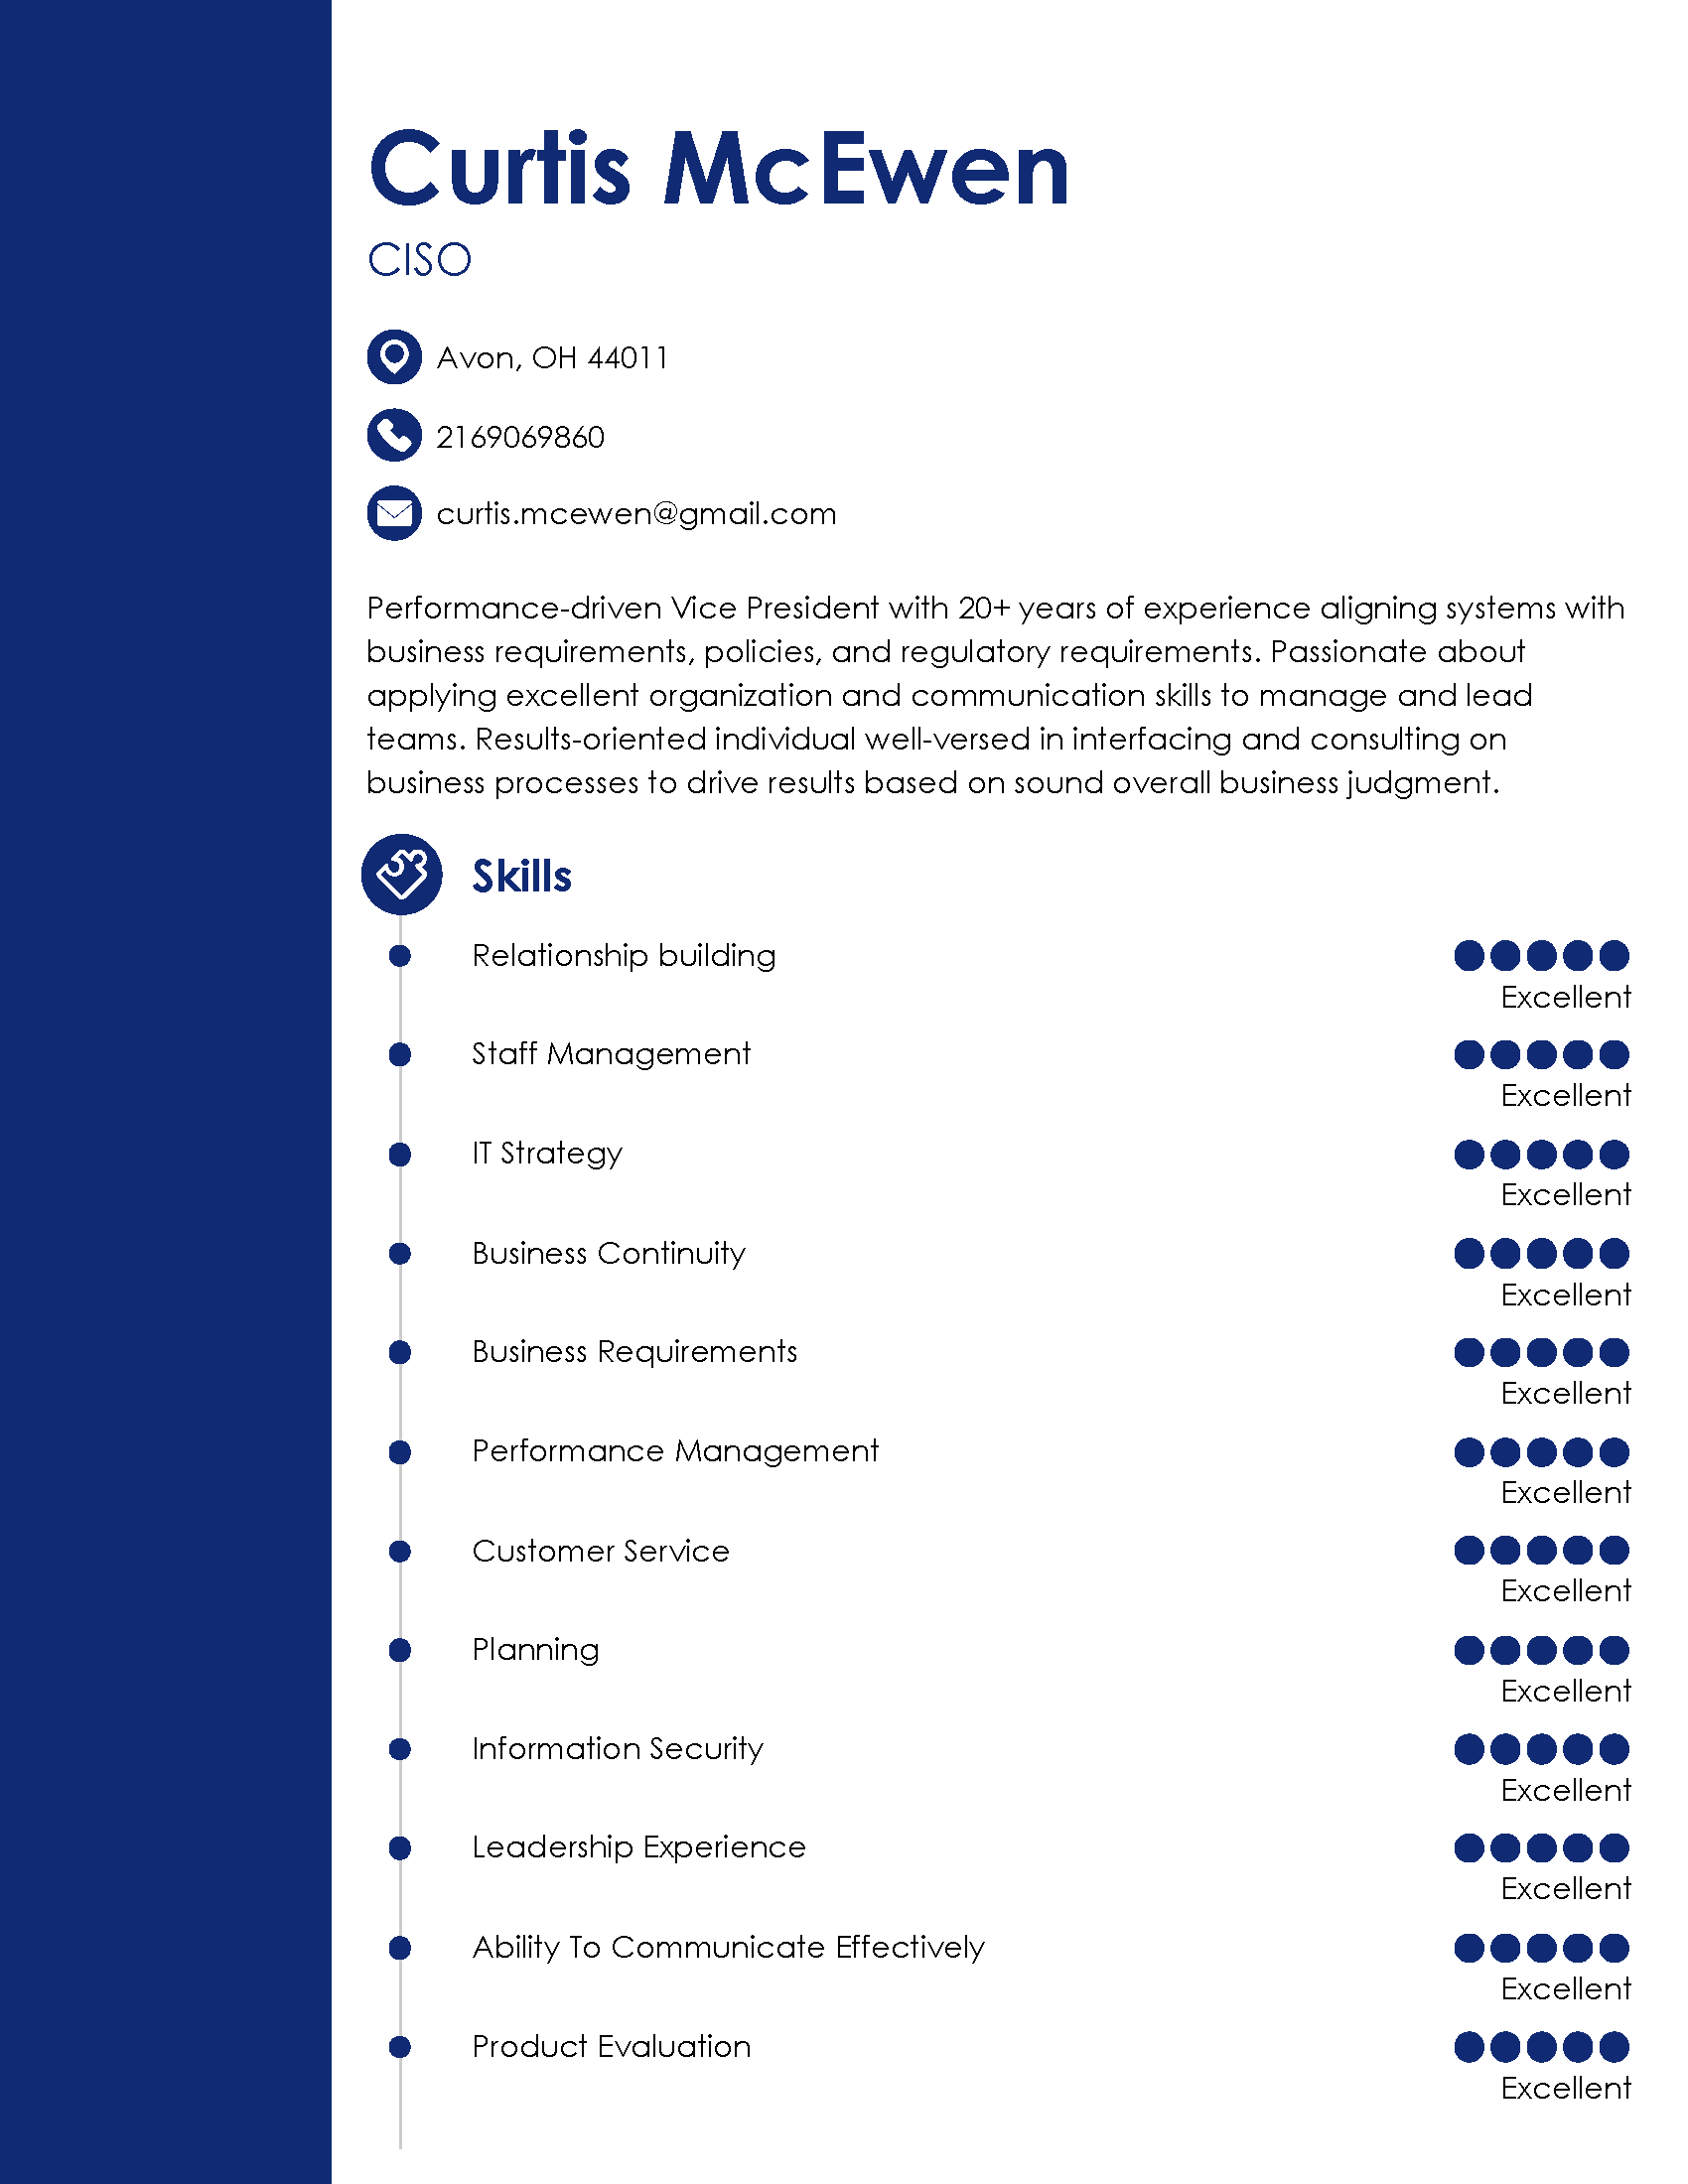 Curtis McEwen
CISO
Avon, OH 44011
2169069860
curtis.mcewen@gmail.com
Performance-driven Vice President with 20+ years of experience aligning systems with
business requirements, policies, and regulatory requirements. Passionate about
applying excellent organization and communication skills to manage and lead
teams. Results-oriented individual well-versed in interfacing and consulting on
business processes to drive results based on sound overall business judgment.
Skills
Relationship building
Excellent
Staff Management
Excellent
IT Strategy
Excellent
Business Continuity
Excellent
Business Requirements
Excellent
Performance Management
Excellent
Customer Service
Excellent
Planning
Excellent
Information Security
Excellent
Leadership Experience
Excellent
Ability To Communicate Effectively
Excellent
Product Evaluation
Excellent